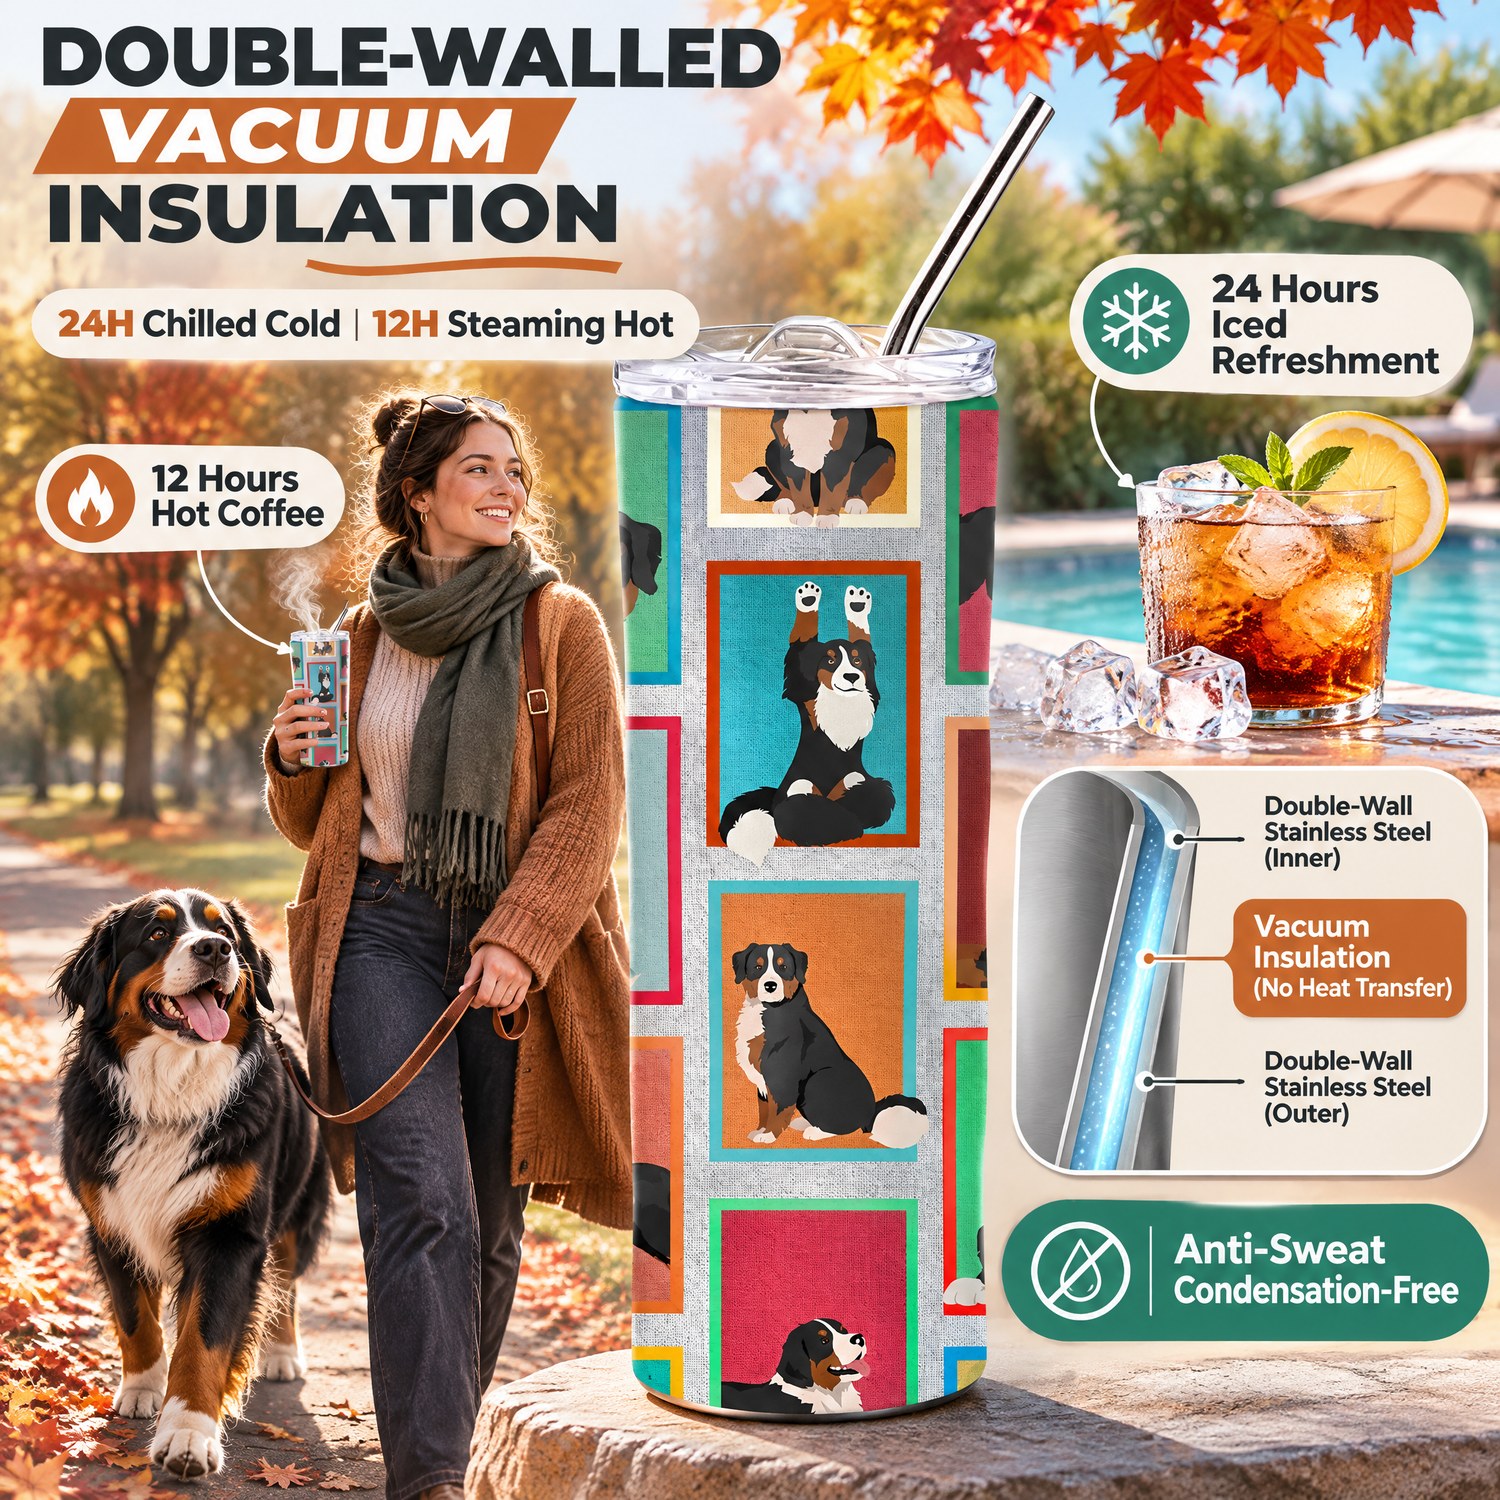 DOUBLE-WALLED
VACUUM
INSULATION
24H Chilled Cold | 12H Steaming Hot
12 Hours
Hot Coffee
24 Hours
Iced
Refreshment
Double-Wall
Stainless Steel
(Inner)
Vacuum
Insulation
(No Heat Transfer)
Double-Wall
Stainless Steel
(Outer)
Anti-Sweat
Condensation-Free